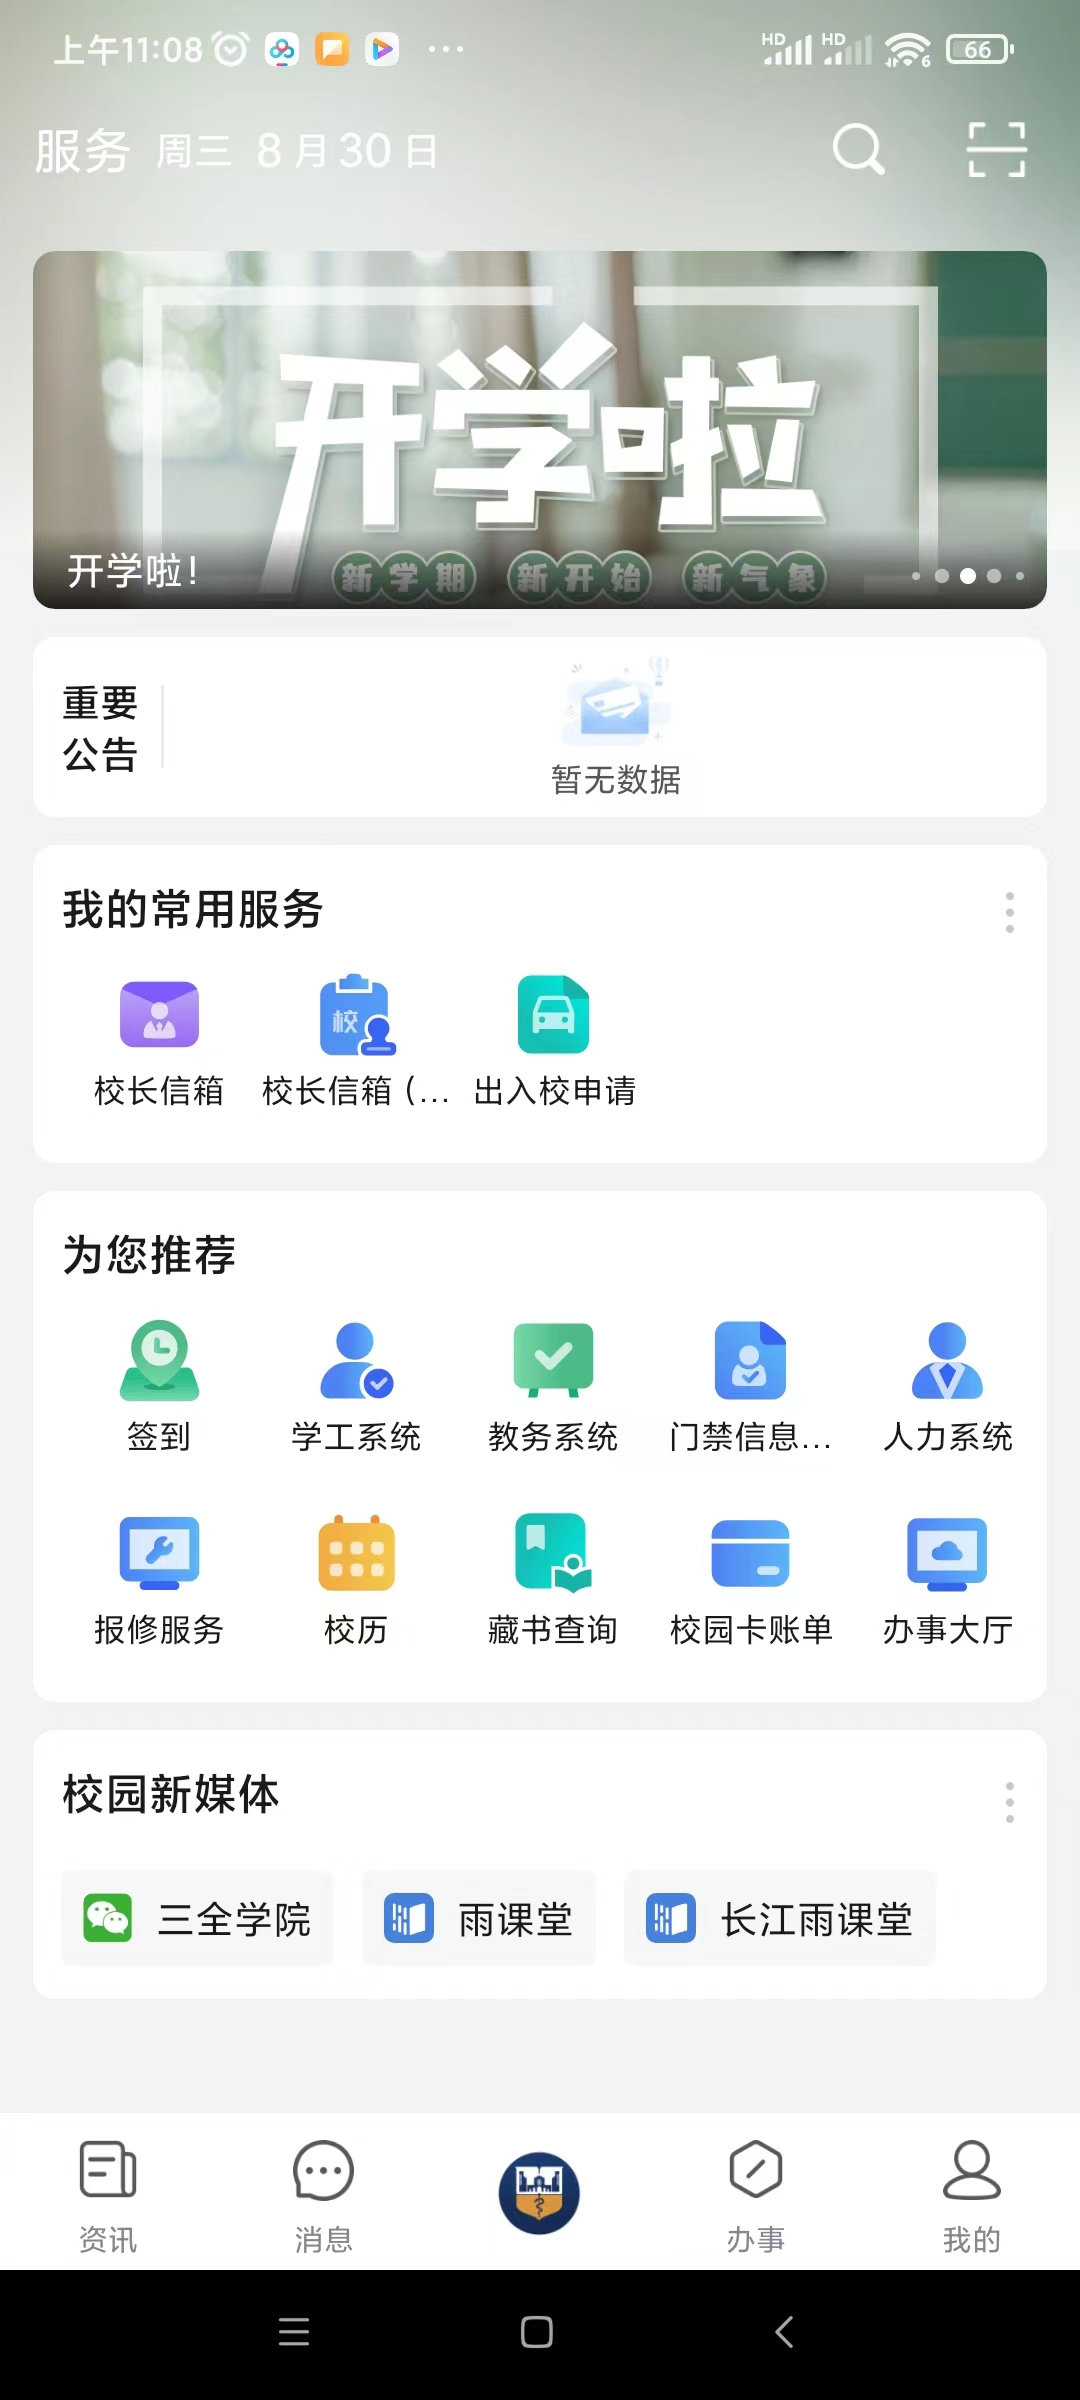 上午11:08 HD HD 6 66
服务 周三 8月30日
开学啦
新学期 新开始 新气象
开学啦!
重要
公告
暂无数据
我的常用服务
校
校长信箱 校长信箱 (... 出入校申请
为您推荐
签到 学工系统 教务系统 门禁信息... 人力系统
报修服务 校历 藏书查询 校园卡账单 办事大厅
校园新媒体
三全学院 雨课堂 长江雨课堂
资讯 消息 办事 我的